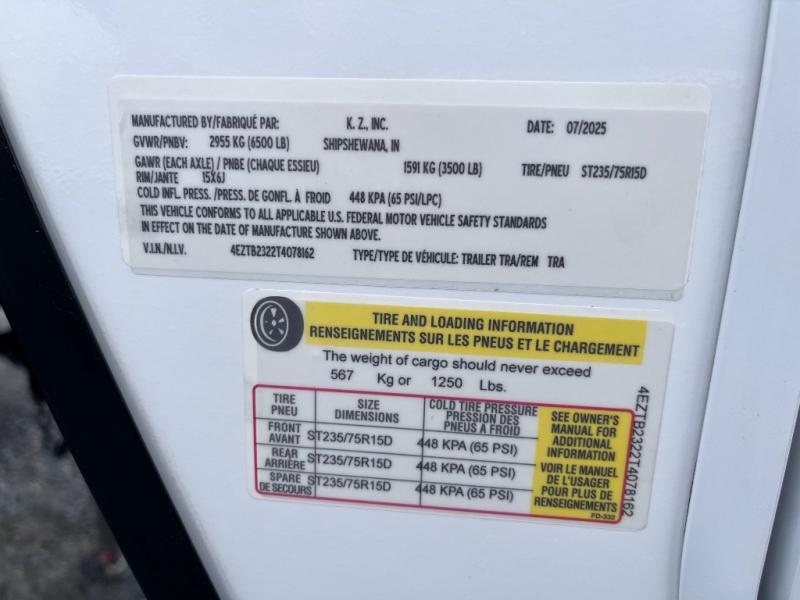 MANUFACTURED BY/FABRIQUÉ PAR: K. Z., INC. DATE: 07/2025
GVWR/PNBV: 2955 KG (6500 LB) SHIPSHEWANA, IN
GAWR (EACH AXLE) / PNBE (CHAQUE ESSIEU) 1591 KG (3500 LB) TIRE/PNEU ST235/75R15D
RIM/JANTE 15X6J
COLD INFL. PRESS. /PRESS. DE GONFL. À FROID 448 KPA (65 PSI/LPC)
THIS VEHICLE CONFORMS TO ALL APPLICABLE U.S. FEDERAL MOTOR VEHICLE SAFETY STANDARDS
IN EFFECT ON THE DATE OF MANUFACTURE SHOWN ABOVE.
V.I.N./N.I.V. 4EZTB2322T4078162 TYPE/TYPE DE VÉHICULE: TRAILER TRA/REM TRA
TIRE AND LOADING INFORMATION
RENSEIGNEMENTS SUR LES PNEUS ET LE CHARGEMENT
The weight of cargo should never exceed
567 Kg or 1250 Lbs.
TIRE
PNEU
SIZE
DIMENSIONS
COLD TIRE PRESSURE
PRESSION DES
PNEUS A FROID
FRONT
AVANT
ST235/75R15D
448 KPA (65 PSI)
REAR
ARRIÈRE
ST235/75R15D
448 KPA (65 PSI)
SPARE
DE SECOURS
ST235/75R15D
448 KPA (65 PSI)
SEE OWNER'S
MANUAL FOR
ADDITIONAL
INFORMATION
VOIR LE MANUEL
DE L'USAGER
POUR PLUS DE
RENSEIGNEMENTS
FD-332
4EZTB2322T4078162